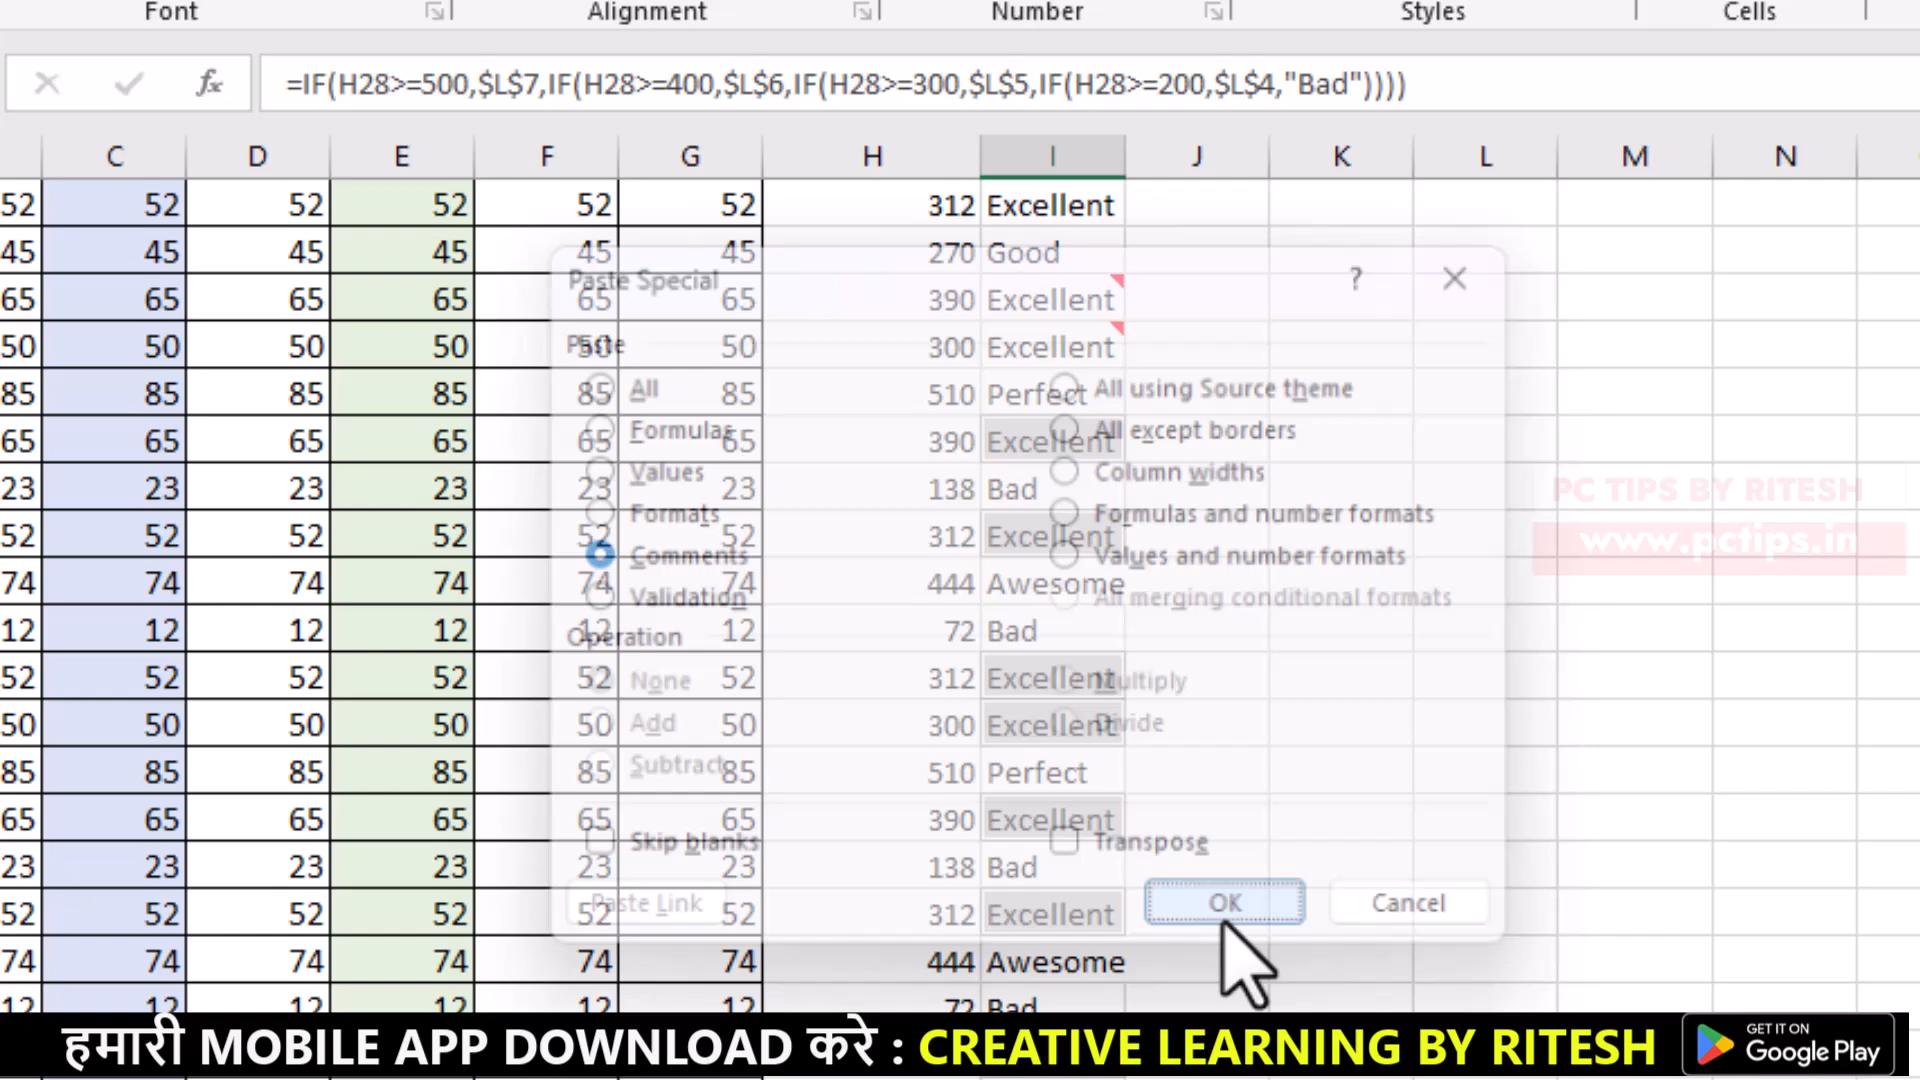 Font Alignment Number Styles Cells
fx =IF(H28>=500,$L$7,IF(H28>=400,$L$6,IF(H28>=300,$L$5,IF(H28>=200,$L$4,"Bad"))))
C D E F G H I J K L M N
52 52 52 52 52 52 312 Excellent
45 45 45 45 45 45 270 Good
Paste Special ?
65 65 65 65 65 65 390 Excellent
Paste
50 50 50 50 50 50 300 Excellent
85 85 85 85 85 85 510 Perfect
All All using Source theme
65 65 65 65 65 65 390 Excellent
Formulas All except borders
23 23 23 23 23 23 138 Bad
Values Column widths
PC TIPS BY RITESH
52 52 52 52 52 52 312 Excellent
Formats Formulas and number formats
www.pctips.in
Comments Values and number formats
74 74 74 74 74 74 444 Awesome
Validation All merging conditional formats
12 12 12 12 12 12 72 Bad
Operation
52 52 52 52 52 52 312 Excellent
None Multiply
50 50 50 50 50 50 300 Excellent
Add Divide
85 85 85 85 85 85 510 Perfect
Subtract
65 65 65 65 65 65 390 Excellent
Skip blanks Transpose
23 23 23 23 23 23 138 Bad
52 52 52 52 52 52 312 Excellent
Paste Link OK Cancel
74 74 74 74 74 74 444 Awesome
12 12 12 12 12 12 72 Bad
हमारी MOBILE APP DOWNLOAD करे : CREATIVE LEARNING BY RITESH
GET IT ON
Google Play